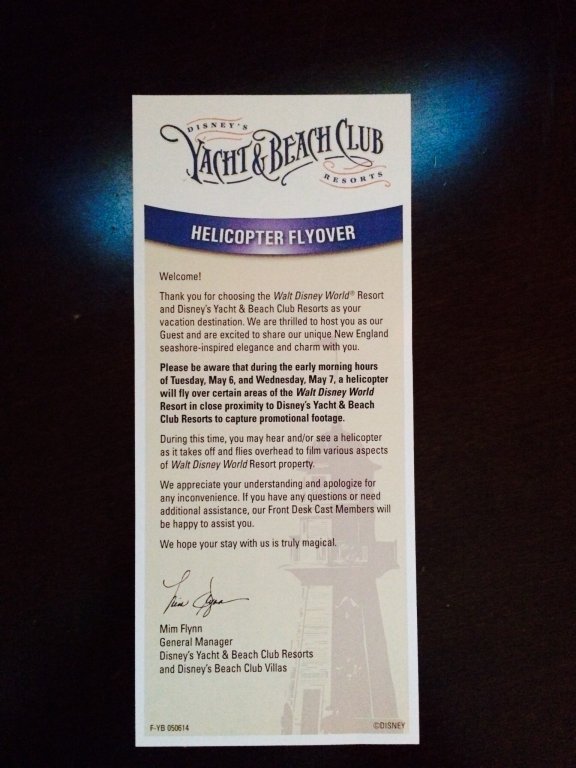 DISNEY'S
YACHT & BEACH CLUB
RESORTS
HELICOPTER FLYOVER
Welcome!
Thank you for choosing the Walt Disney World® Resort
and Disney's Yacht & Beach Club Resorts as your
vacation destination. We are thrilled to host you as our
Guest and are excited to share our unique New England
seashore-inspired elegance and charm with you.
Please be aware that during the early morning hours
of Tuesday, May 6, and Wednesday, May 7, a helicopter
will fly over certain areas of the Walt Disney World
Resort in close proximity to Disney's Yacht & Beach
Club Resorts to capture promotional footage.
During this time, you may hear and/or see a helicopter
as it takes off and flies overhead to film various aspects
of Walt Disney World Resort property.
We appreciate your understanding and apologize for
any inconvenience. If you have any questions or need
additional assistance, our Front Desk Cast Members will
be happy to assist you.
We hope your stay with us is truly magical.
Mim Flynn
Mim Flynn
General Manager
Disney's Yacht & Beach Club Resorts
and Disney's Beach Club Villas
F-YB 050614
©DISNEY